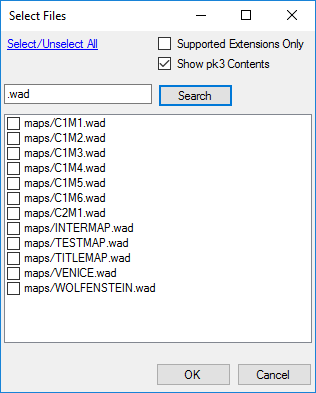 Select Files
Select/Unselect All
Supported Extensions Only
Show pk3 Contents
.wad
Search
maps/C1M1.wad
maps/C1M2.wad
maps/C1M3.wad
maps/C1M4.wad
maps/C1M5.wad
maps/C1M6.wad
maps/C2M1.wad
maps/INTERMAP.wad
maps/TESTMAP.wad
maps/TITLEMAP.wad
maps/VENICE.wad
maps/WOLFENSTEIN.wad
OK
Cancel